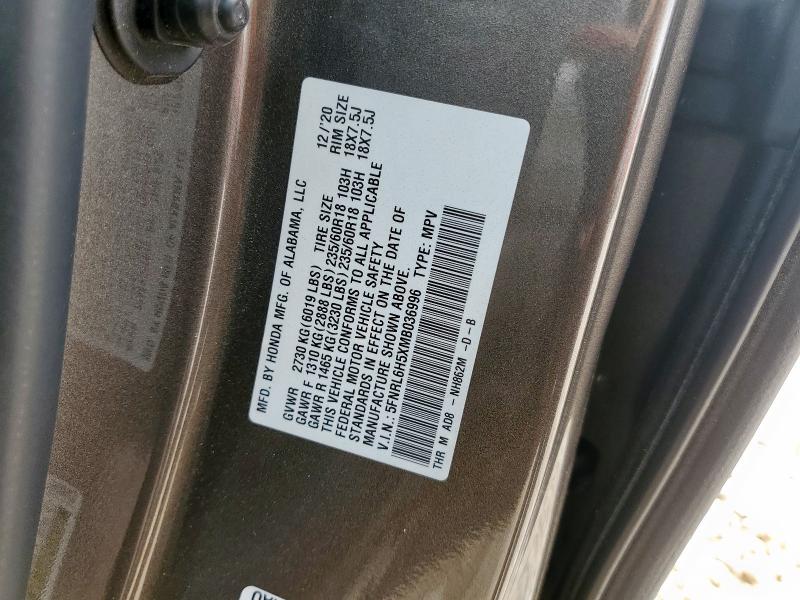 MFD. BY HONDA MFG. OF ALABAMA, LLC 12/'20
GVWR 2730 KG(6019 LBS) TIRE SIZE RIM SIZE
GAWR F 1310 KG(2888 LBS)235/60R18 103H 18X7.5J
GAWR R 1465 KG(3230 LBS)235/60R18 103H 18X7.5J
THIS VEHICLE CONFORMS TO ALL APPLICABLE
FEDERAL MOTOR VEHICLE SAFETY
STANDARDS IN EFFECT ON THE DATE OF
MANUFACTURE SHOWN ABOVE.
V.I.N.: 5FNRL6H5XMB036996 TYPE: MPV
THR M A08 - NH862M -D-B